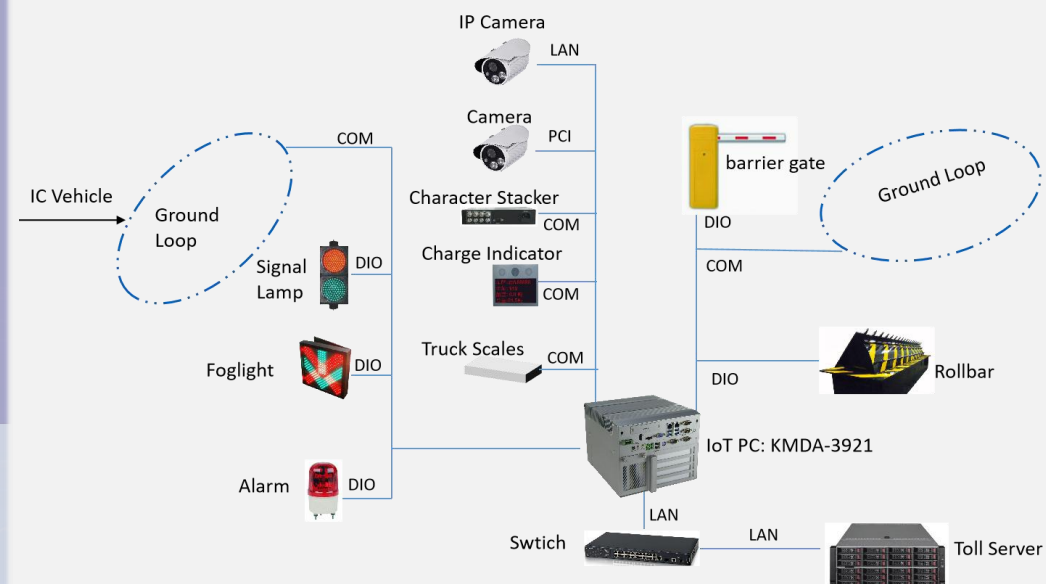 IP Camera
LAN
Camera
PCI
COM
barrier gate
Ground Loop
IC Vehicle
Ground
Loop
Character Stacker
COM
DIO
Signal
Lamp
DIO
Charge Indicator
COM
COM
Foglight
DIO
Truck Scales
COM
DIO
Rollbar
IoT PC: KMDA-3921
Alarm
DIO
LAN
Swtich
LAN
Toll Server